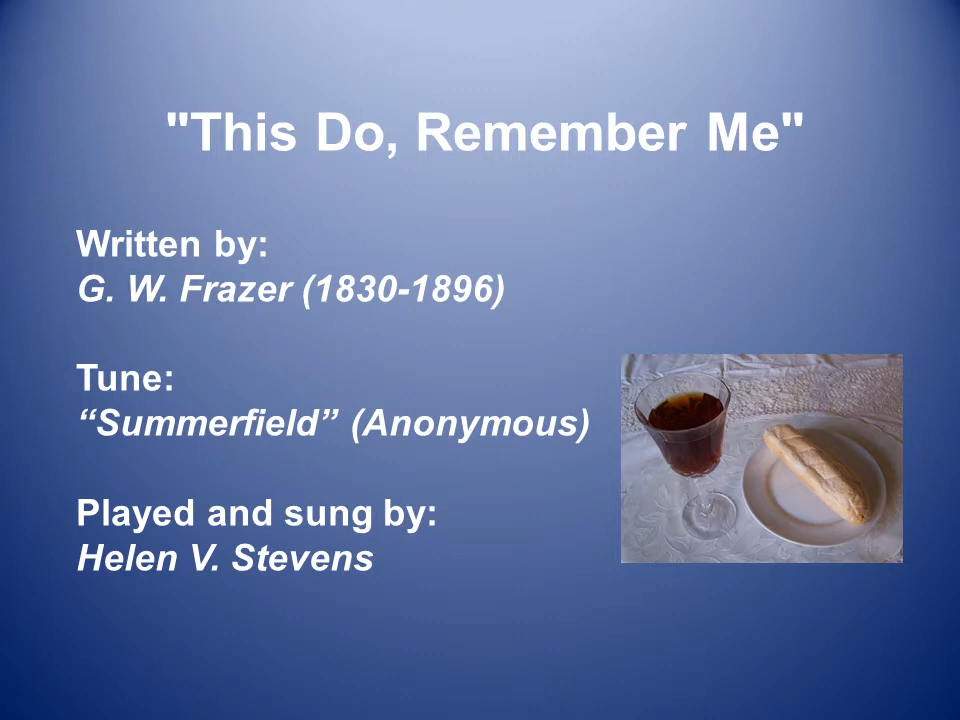 "This Do, Remember Me"
Written by:
G. W. Frazer (1830-1896)
Tune:
“Summerfield” (Anonymous)
Played and sung by:
Helen V. Stevens